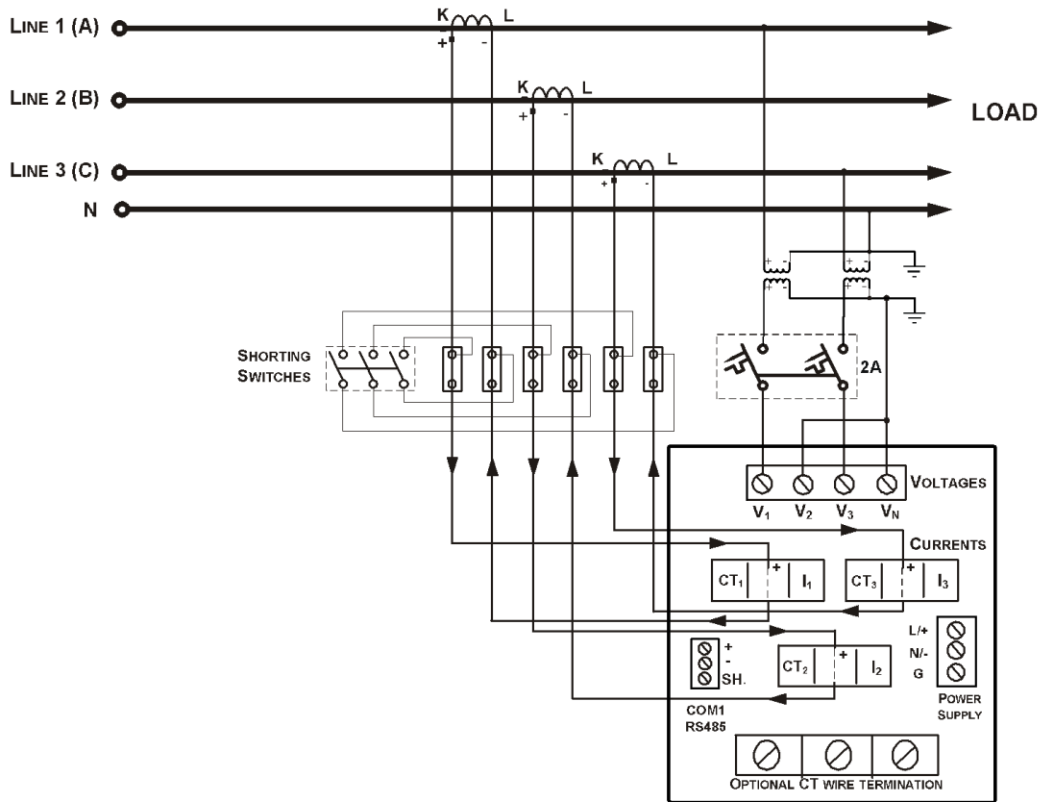 K L
LINE 1 (A)
+ -
K L
LINE 2 (B)
+ -
LOAD
K L
LINE 3 (C)
+ -
N
+ - + -
+ - + -
SHORTING
SWITCHES
2A
VOLTAGES
V1 V2 V3 VN
CURRENTS
CT1 + I1
CT3 + I3
L/+
N/-
G
+
-
SH.
CT2 + I2
POWER
SUPPLY
COM1
RS485
OPTIONAL CT WIRE TERMINATION